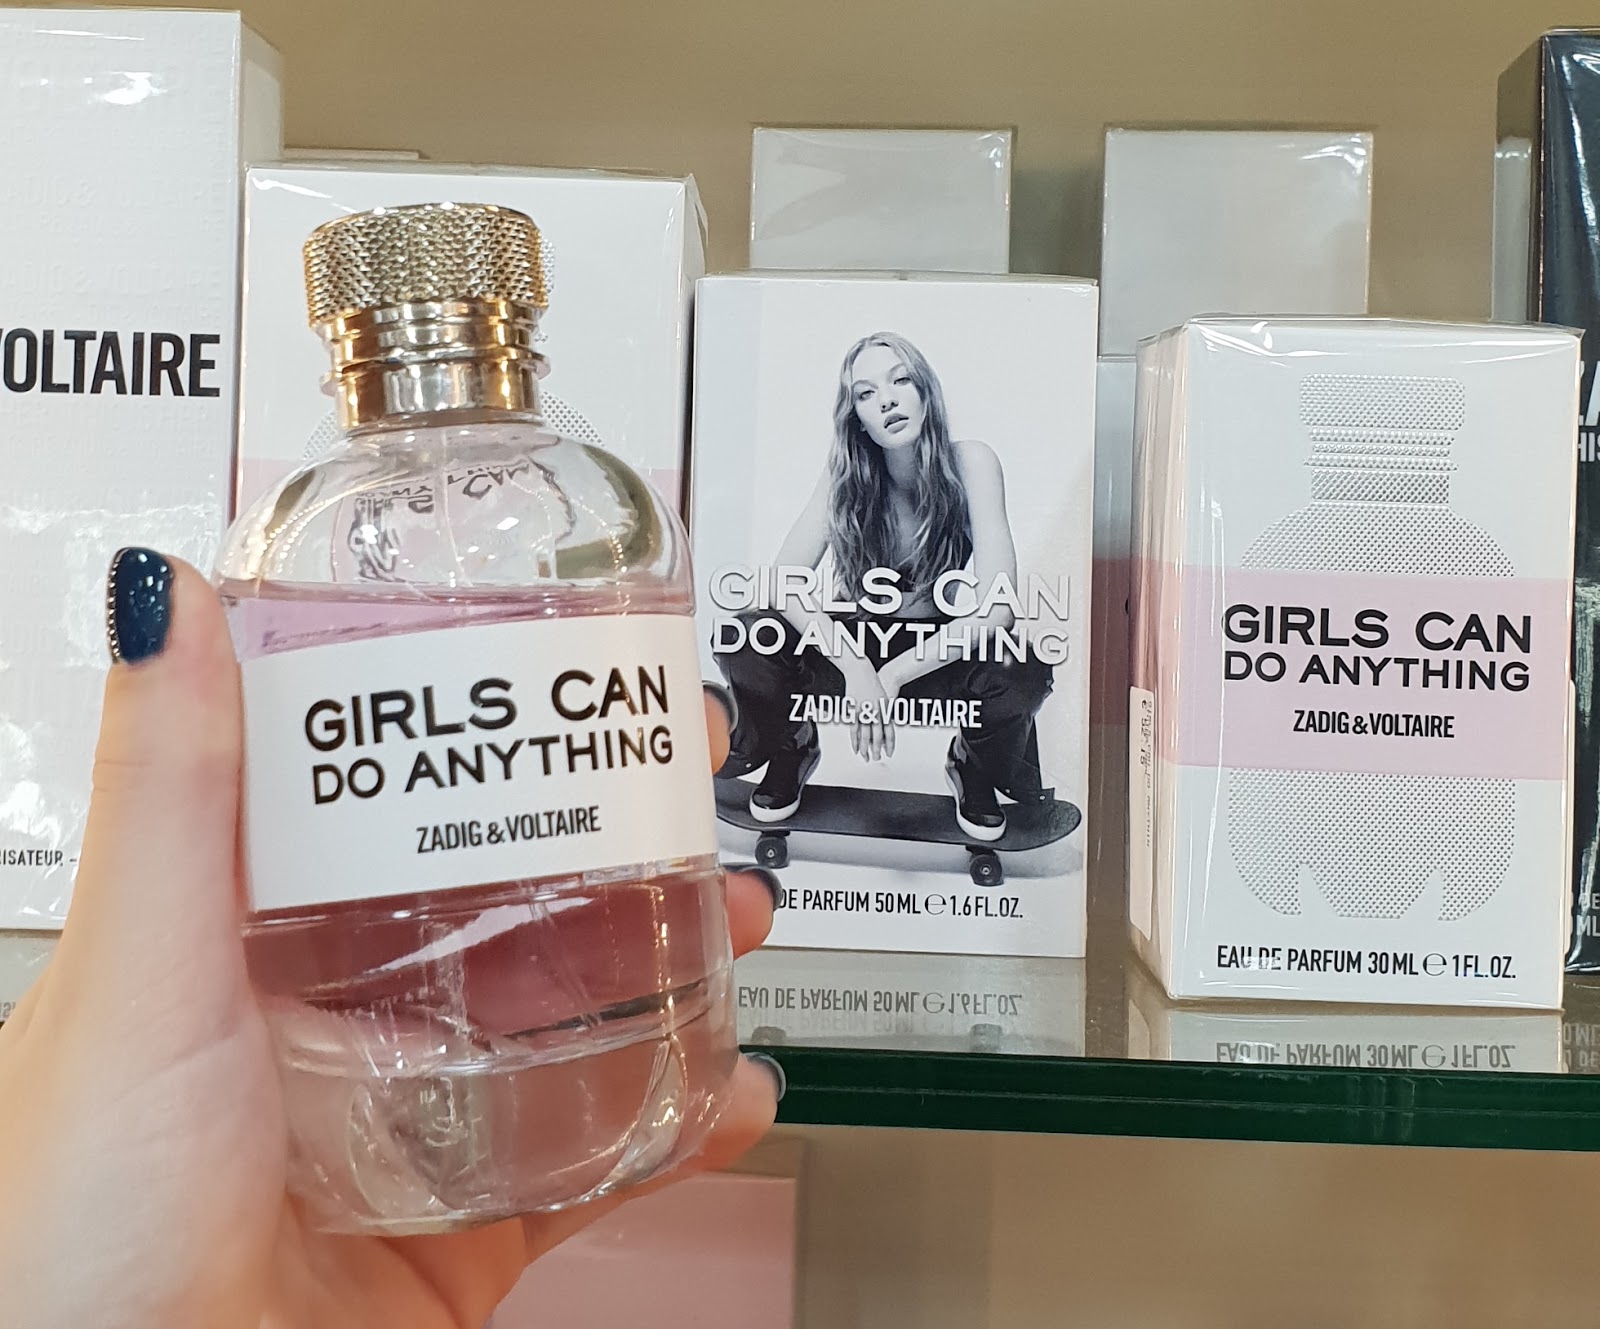 VOLTAIRE
GIRLS CAN
DO ANYTHING
ZADIG & VOLTAIRE
GIRLS CAN
DO ANYTHING
ZADIG & VOLTAIRE
DE PARFUM 50 ML e 1.6 FL.OZ.
GIRLS CAN
DO ANYTHING
ZADIG & VOLTAIRE
EAU DE PARFUM 30 ML e 1 FL.OZ.